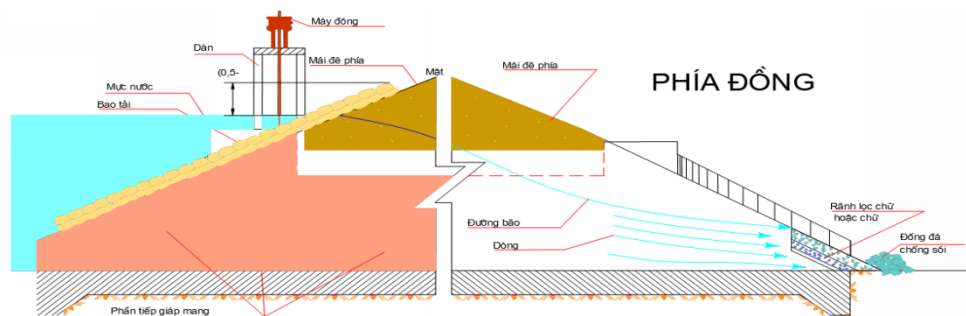 Máy đóng
Dàn
Mái đê phía
Mặt
Mái đê phía
(0,5-
PHÍA ĐỒNG
Mực nước
Bao tải
Rãnh lọc chữ
hoặc chữ
Đường bão
Đống đá
chống sói
Dòng
Phần tiếp giáp mang